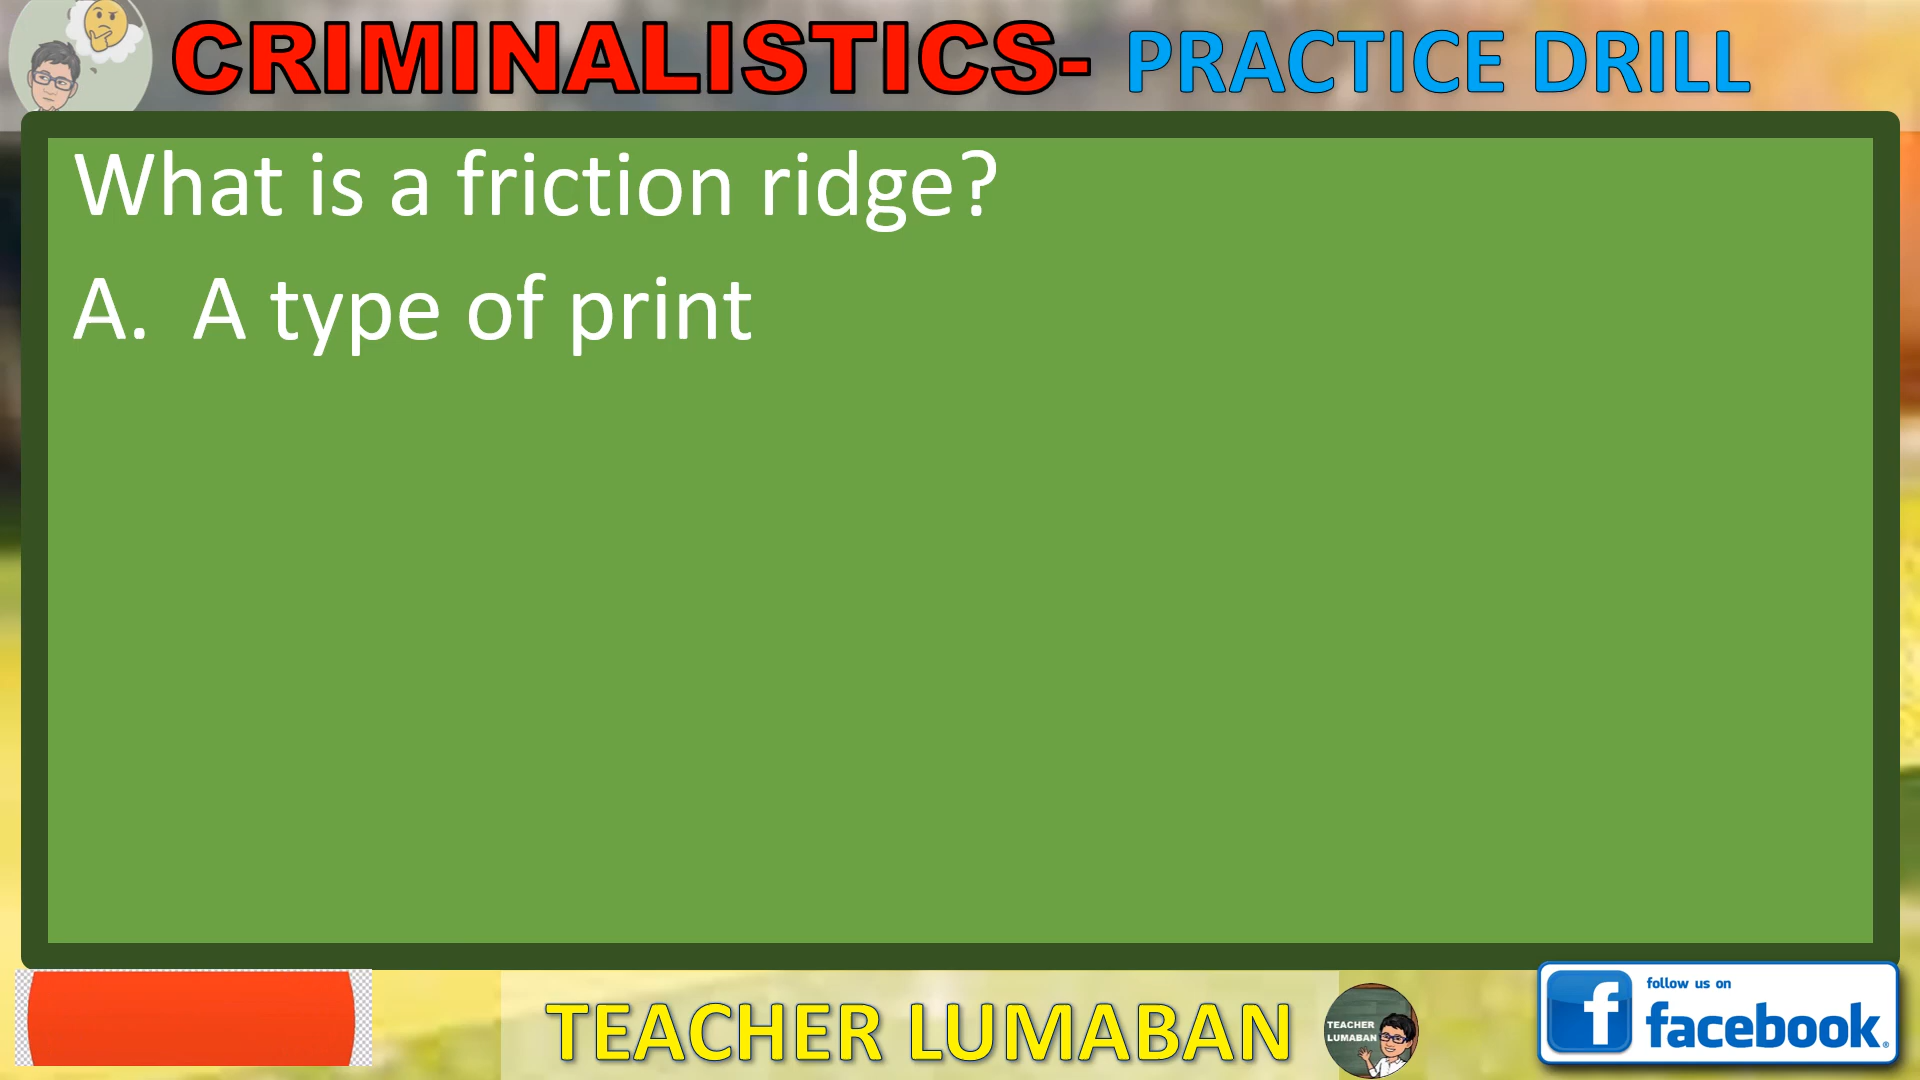 CRIMINALISTICS- PRACTICE DRILL
What is a friction ridge?
A. A type of print
TEACHER LUMABAN
TEACHER
LUMABAN
follow us on
facebook.